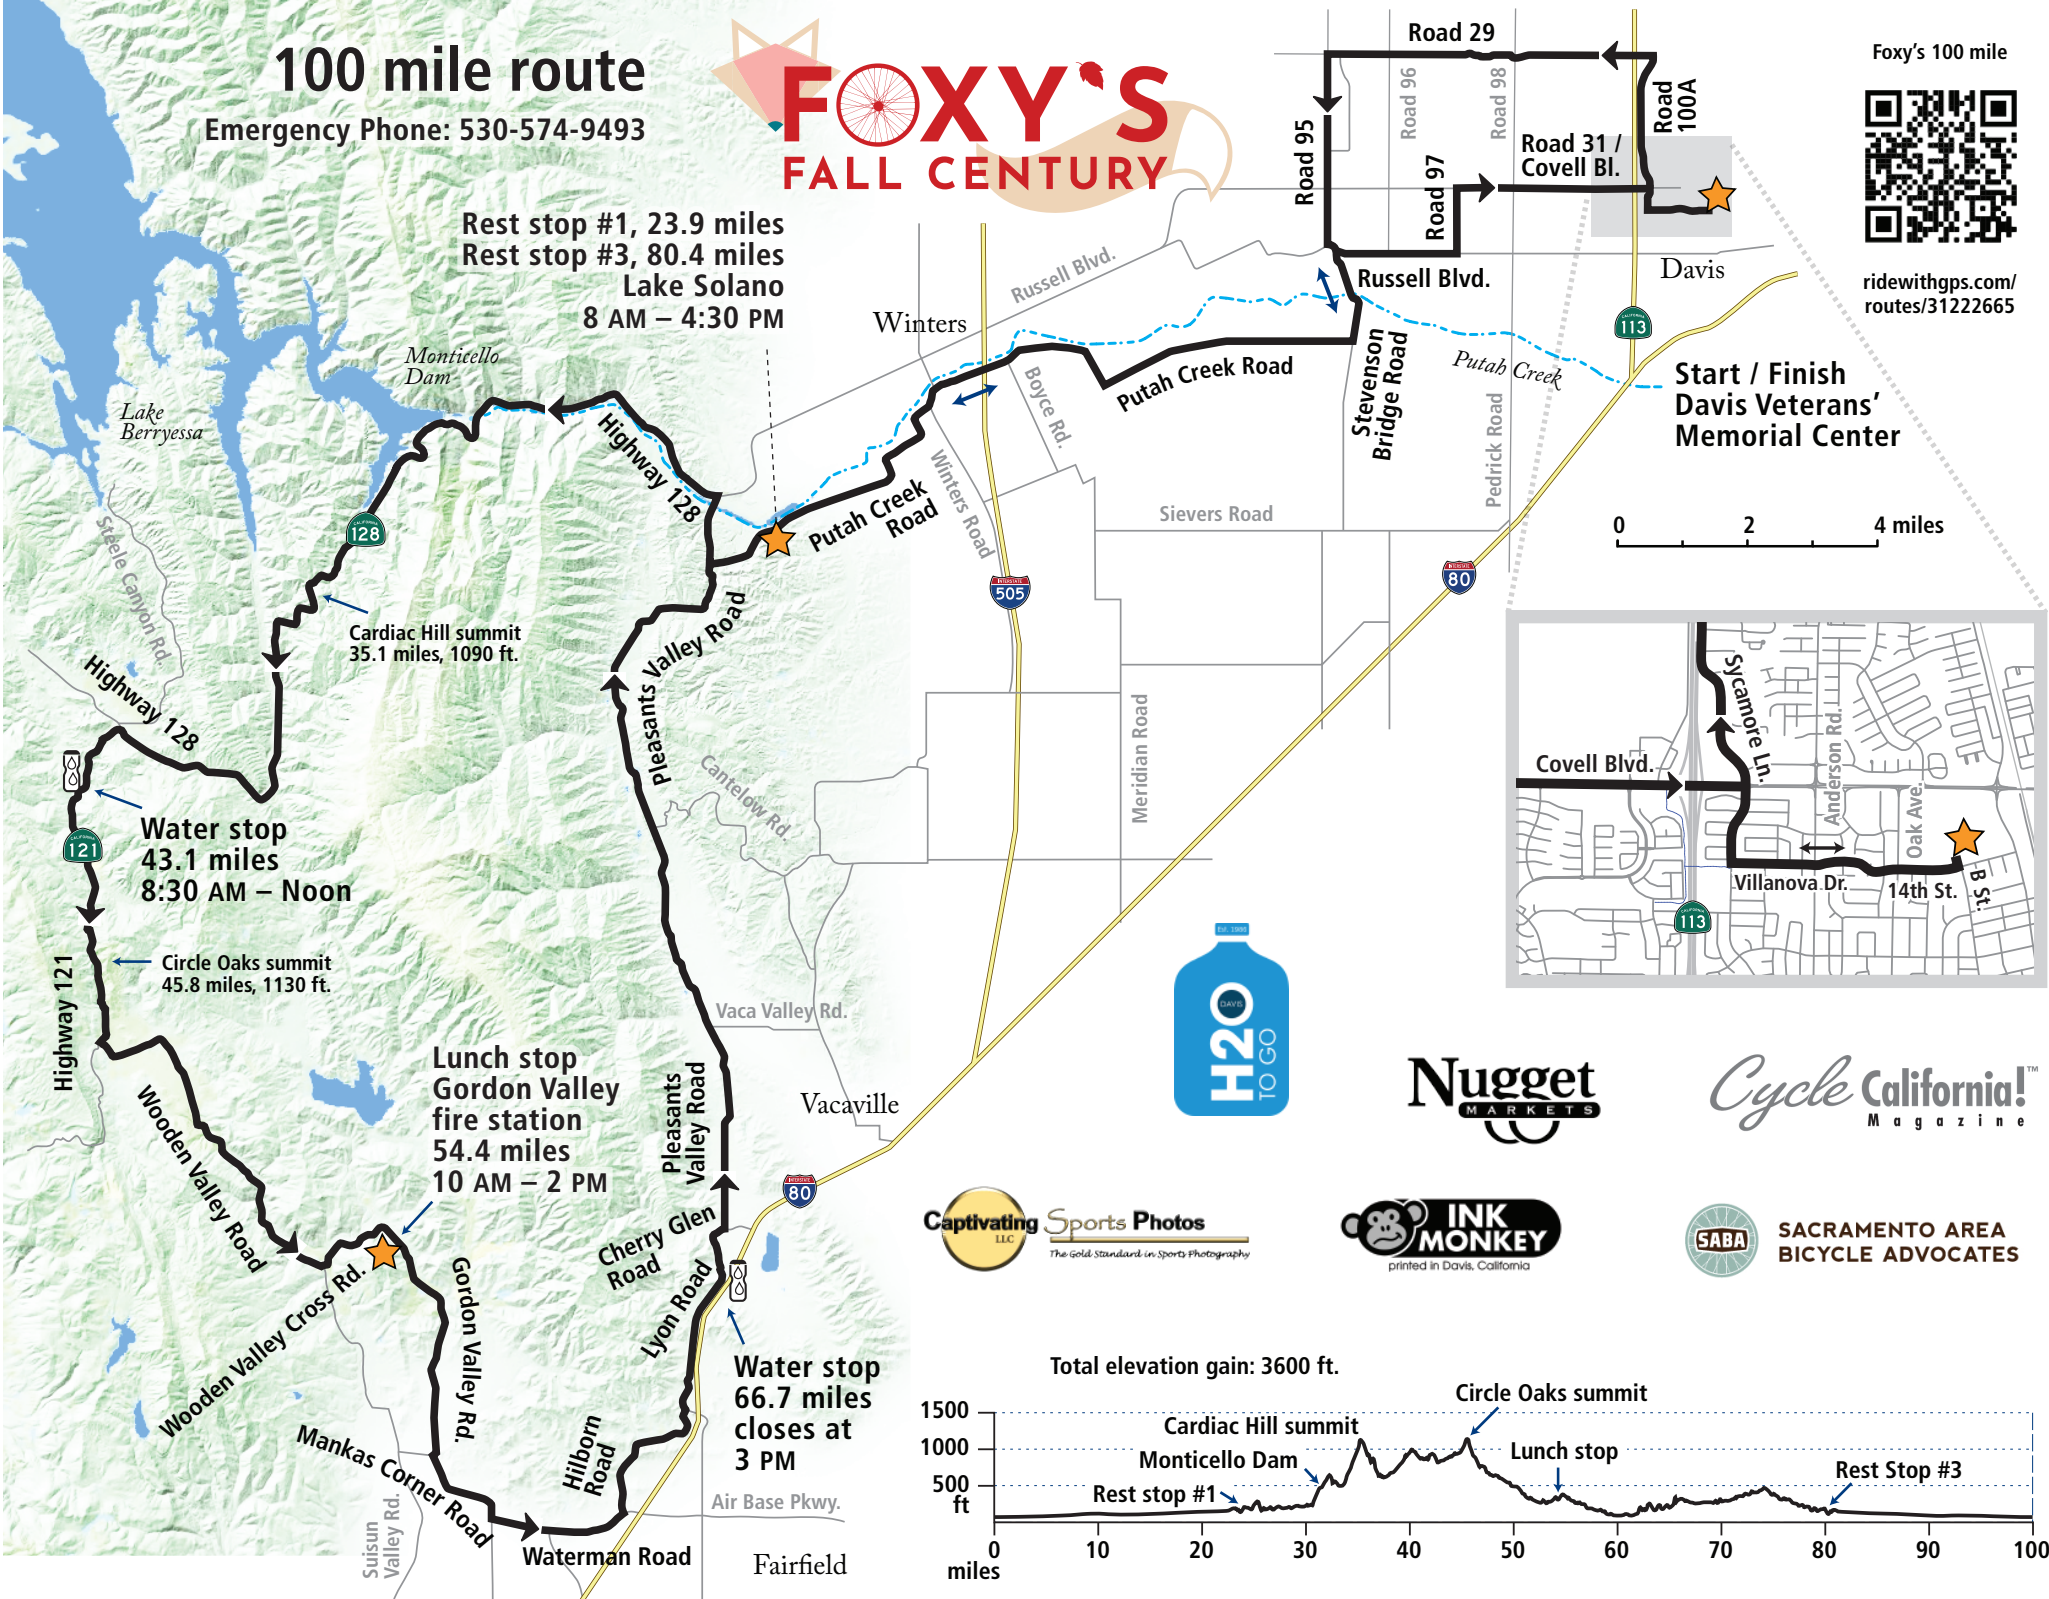 100 mile route
Emergency Phone: 530-574-9493
FOXY'S
FALL CENTURY
Rest stop #1, 23.9 miles
Rest stop #3, 80.4 miles
Lake Solano
8 AM – 4:30 PM
Road 29
Road 96
Road 98
Road
100A
Road 95
Road 97
Road 31 /
Covell Bl.
Russell Blvd.
Russell Blvd.
Davis
Foxy's 100 mile
ridewithgps.com/
routes/31222665
Winters
CALIFORNIA
113
Monticello
Dam
Lake
Berryessa
Highway 128
Putah Creek
Road
Boyce Rd.
Winters Road
Putah Creek Road
Stevenson
Bridge Road
Putah Creek
Pedrick Road
Start / Finish
Davis Veterans'
Memorial Center
0 2 4 miles
Sievers Road
CALIFORNIA
128
Steele Canyon Rd.
INTERSTATE
505
INTERSTATE
80
Cardiac Hill summit
35.1 miles, 1090 ft.
Highway 128
Pleasants Valley Road
Cantelow Rd.
Meridian Road
Water stop
43.1 miles
8:30 AM – Noon
CALIFORNIA
121
Circle Oaks summit
45.8 miles, 1130 ft.
Highway 121
Sycamore Ln.
Covell Blvd.
Anderson Rd.
Oak Ave.
Villanova Dr.
14th St.
B St.
CALIFORNIA
113
Vaca Valley Rd.
Vacaville
Lunch stop
Gordon Valley
fire station
54.4 miles
10 AM – 2 PM
Wooden Valley Road
Pleasants
Valley Road
INTERSTATE
80
Cherry Glen
Road
Lyon Road
Wooden Valley Cross Rd.
Gordon Valley Rd.
Mankas Corner Road
Suisun
Valley Rd.
Hilborn
Road
Water stop
66.7 miles
closes at
3 PM
Air Base Pkwy.
Waterman Road
Fairfield
Est. 1986
DAVIS
H2O
TO GO
Nugget
MARKETS
Cycle California!™
Magazine
Captivating Sports Photos
LLC
The Gold Standard in Sports Photography
INK
MONKEY
printed in Davis, California
SABA
SACRAMENTO AREA
BICYCLE ADVOCATES
Total elevation gain: 3600 ft.
Circle Oaks summit
Cardiac Hill summit
Monticello Dam
Lunch stop
Rest stop #1
Rest Stop #3
1500
1000
500
ft
0 10 20 30 40 50 60 70 80 90 100
miles